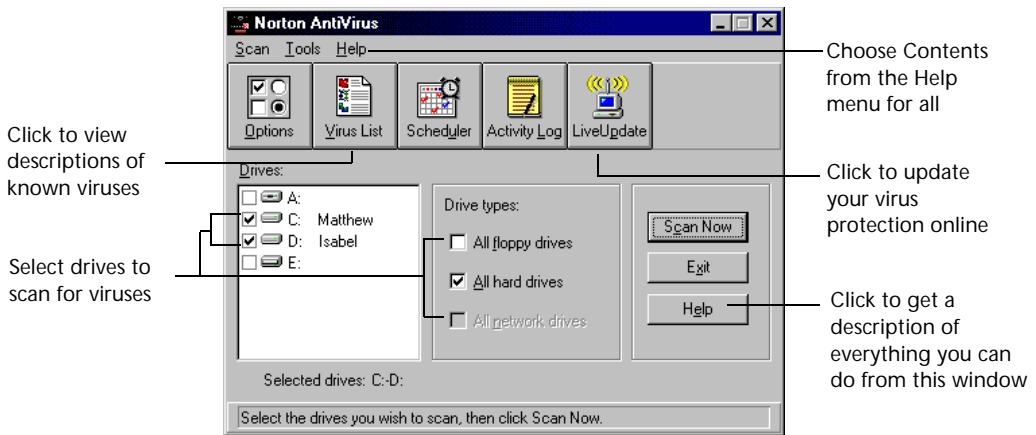 Norton AntiVirus
Scan Tools Help
Choose Contents
from the Help
menu for all
Options
Virus List
Scheduler
Activity Log
LiveUpdate
Click to view
descriptions of
known viruses
Click to update
your virus
protection online
Drives:
A:
C: Matthew
D: Isabel
E:
Select drives to
scan for viruses
Drive types:
All floppy drives
All hard drives
All network drives
Scan Now
Exit
Help
Click to get a
description of
everything you can
do from this window
Selected drives: C:-D:
Select the drives you wish to scan, then click Scan Now.